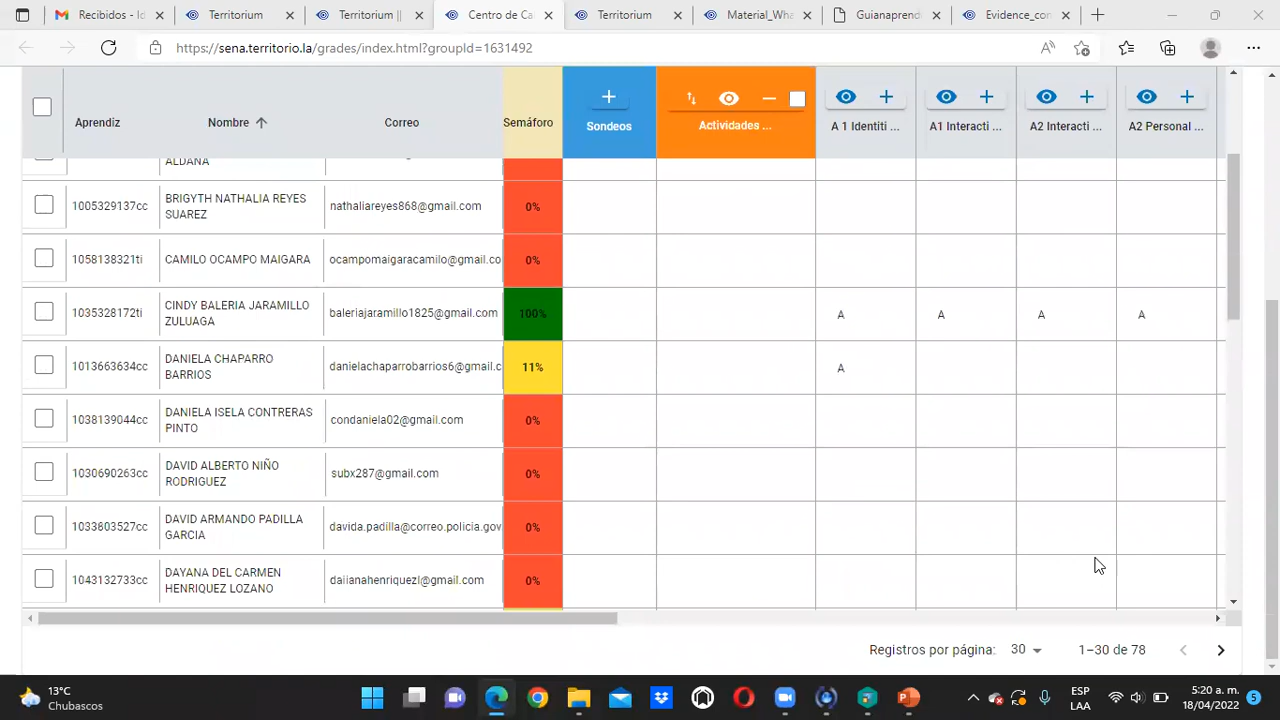 Recibidos - Id
Territorium
Territorium ||
Centro de Ca
Territorium
Material_Wha
Guianaprend
Evidence_con
https://sena.territorio.la/grades/index.html?groupId=1631492
Aprendiz Nombre Correo Semáforo Sondeos Actividades ... A 1 Identiti ... A1 Interacti ... A2 Interacti ... A2 Personal ...
ALDANA
1005329137cc BRIGYTH NATHALIA REYES SUAREZ nathaliareyes868@gmail.com 0%
1058138321ti CAMILO OCAMPO MAIGARA ocampomaigaracamilo@gmail.co 0%
1035328172ti CINDY BALERIA JARAMILLO ZULUAGA baleriajaramillo1825@gmail.com 100% A A A A
1013663634cc DANIELA CHAPARRO BARRIOS danielachaparrobarrios6@gmail.c 11% A
1038139044cc DANIELA ISELA CONTRERAS PINTO condaniela02@gmail.com 0%
1030690263cc DAVID ALBERTO NIÑO RODRIGUEZ subx287@gmail.com 0%
1033803527cc DAVID ARMANDO PADILLA GARCIA davida.padilla@correo.policia.gov 0%
1043132733cc DAYANA DEL CARMEN HENRIQUEZ LOZANO daiianahenriquezl@gmail.com 0%
Registros por página: 30 1–30 de 78
13°C
Chubascos
ESP
LAA
5:20 a. m.
18/04/2022
5